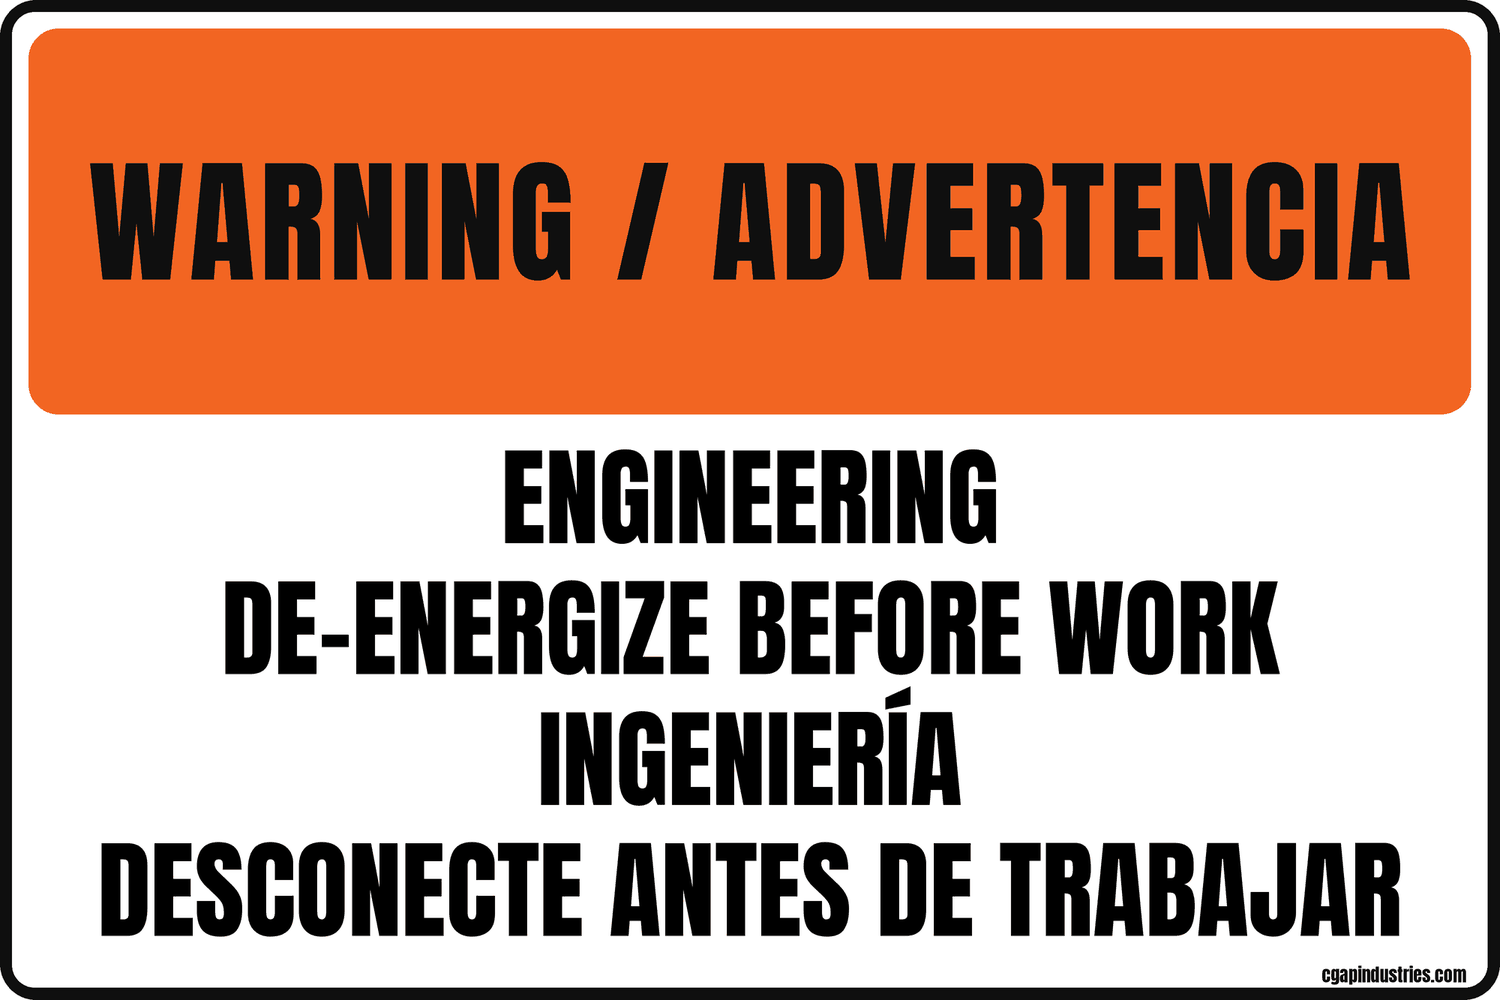 WARNING / ADVERTENCIA
ENGINEERING
DE-ENERGIZE BEFORE WORK
INGENIERÍA
DESCONECTE ANTES DE TRABAJAR
cgapindustries.com